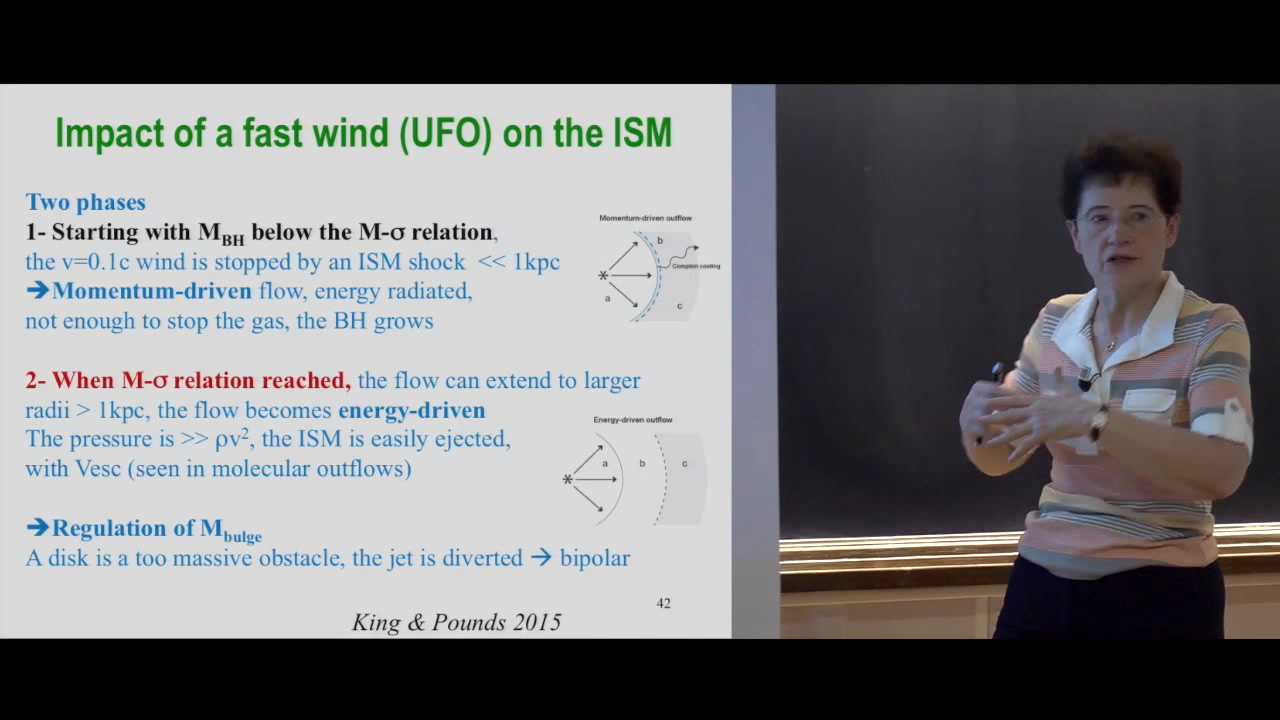 Impact of a fast wind (UFO) on the ISM
Two phases
1- Starting with M_BH below the M-σ relation,
the v=0.1c wind is stopped by an ISM shock << 1kpc
➔Momentum-driven flow, energy radiated,
not enough to stop the gas, the BH grows
Momentum-driven outflow
b
Compton cooling
a
c
2- When M-σ relation reached, the flow can extend to larger
radii > 1kpc, the flow becomes energy-driven
The pressure is >> ρv², the ISM is easily ejected,
with Vesc (seen in molecular outflows)
Energy-driven outflow
a b c
➔Regulation of M_bulge
A disk is a too massive obstacle, the jet is diverted → bipolar
42
King & Pounds 2015